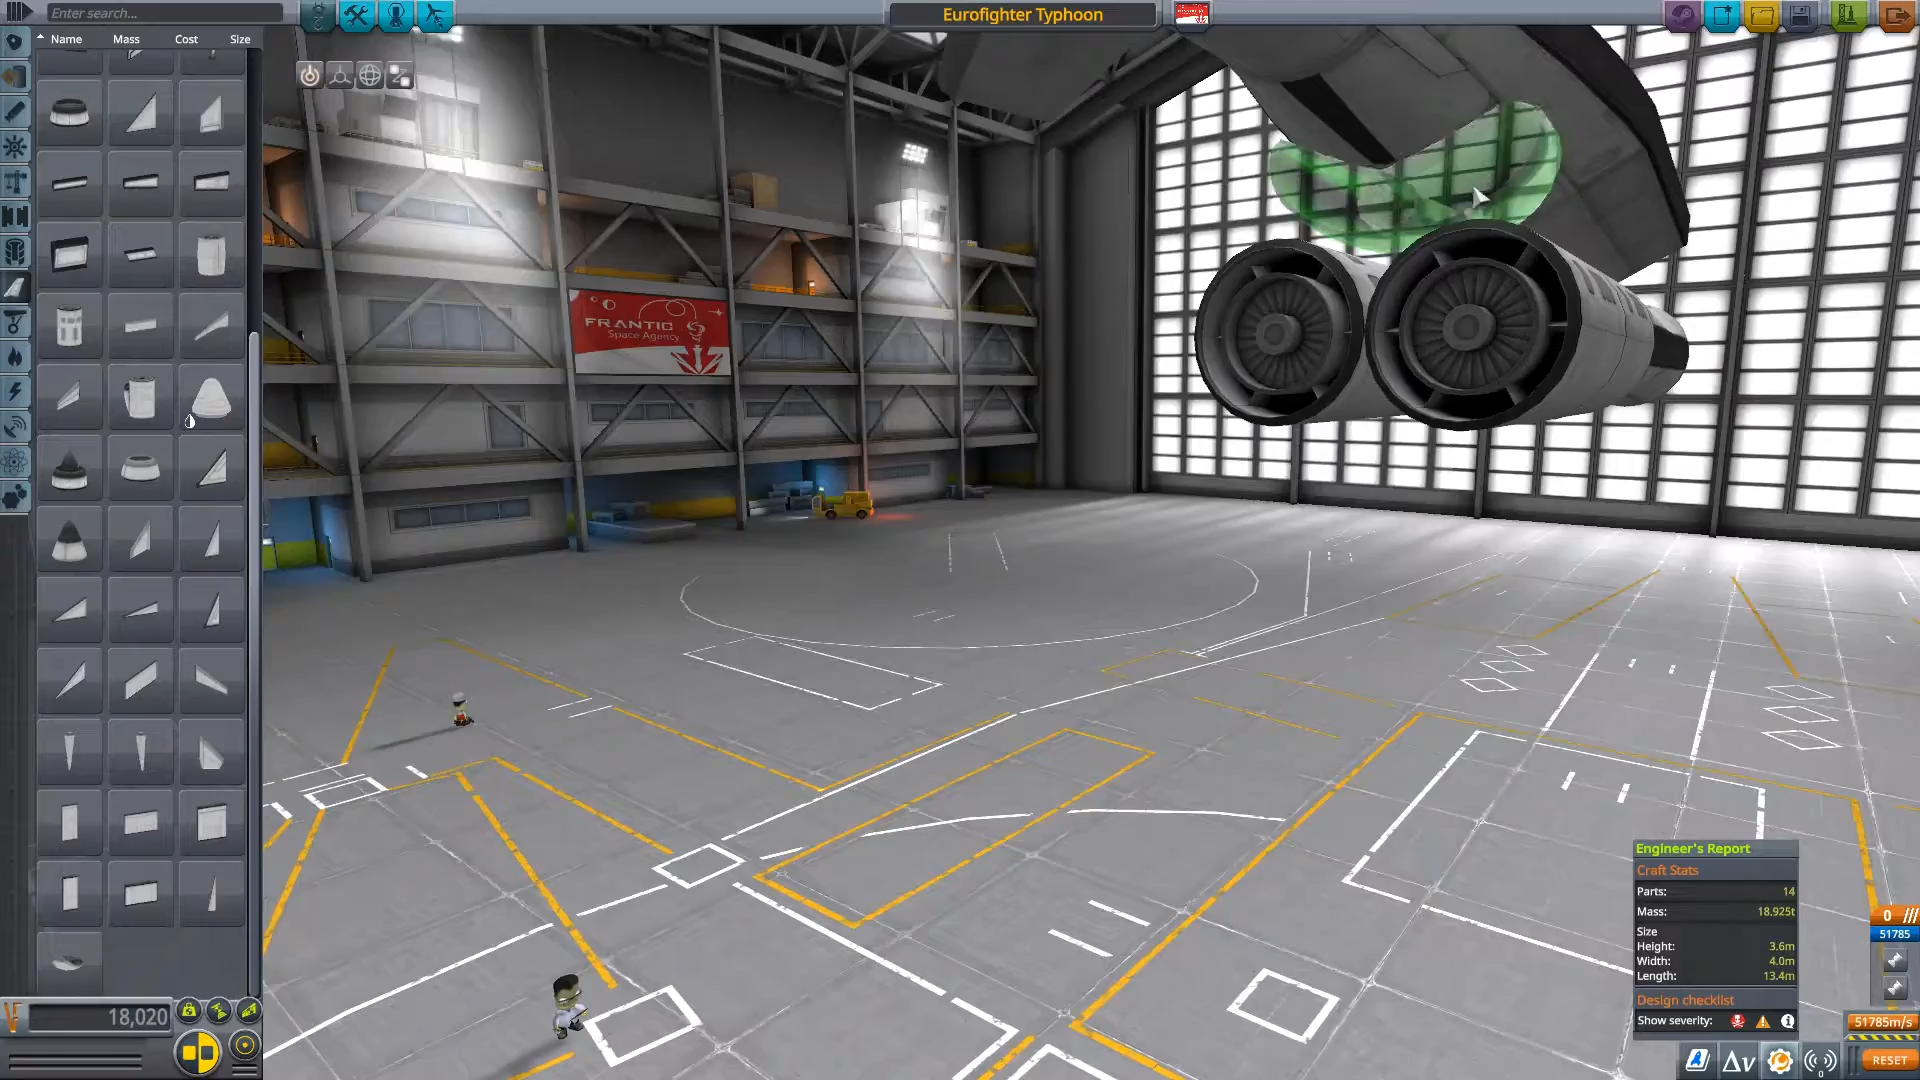 Enter search...
Eurofighter Typhoon
Name Mass Cost Size
FRANTIC
Space Agency
Engineer's Report
Craft Stats
Parts: 14
Mass: 18.925t
Size
Height: 3.6m
Width: 4.0m
Length: 13.4m
Design checklist
Show severity:
0
51785
51785m/s
18,020
Δv
0
RESET